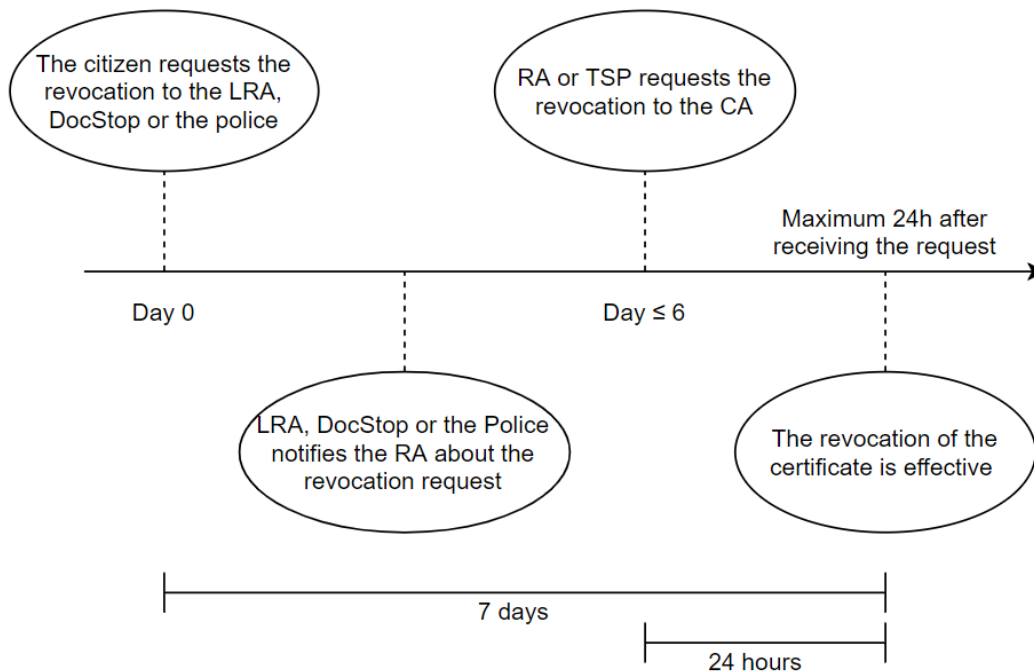 The citizen requests the
revocation to the LRA,
DocStop or the police
RA or TSP requests the
revocation to the CA
Maximum 24h after
receiving the request
Day 0
Day ≤ 6
LRA, DocStop or the Police
notifies the RA about the
revocation request
The revocation of the
certificate is effective
7 days
24 hours